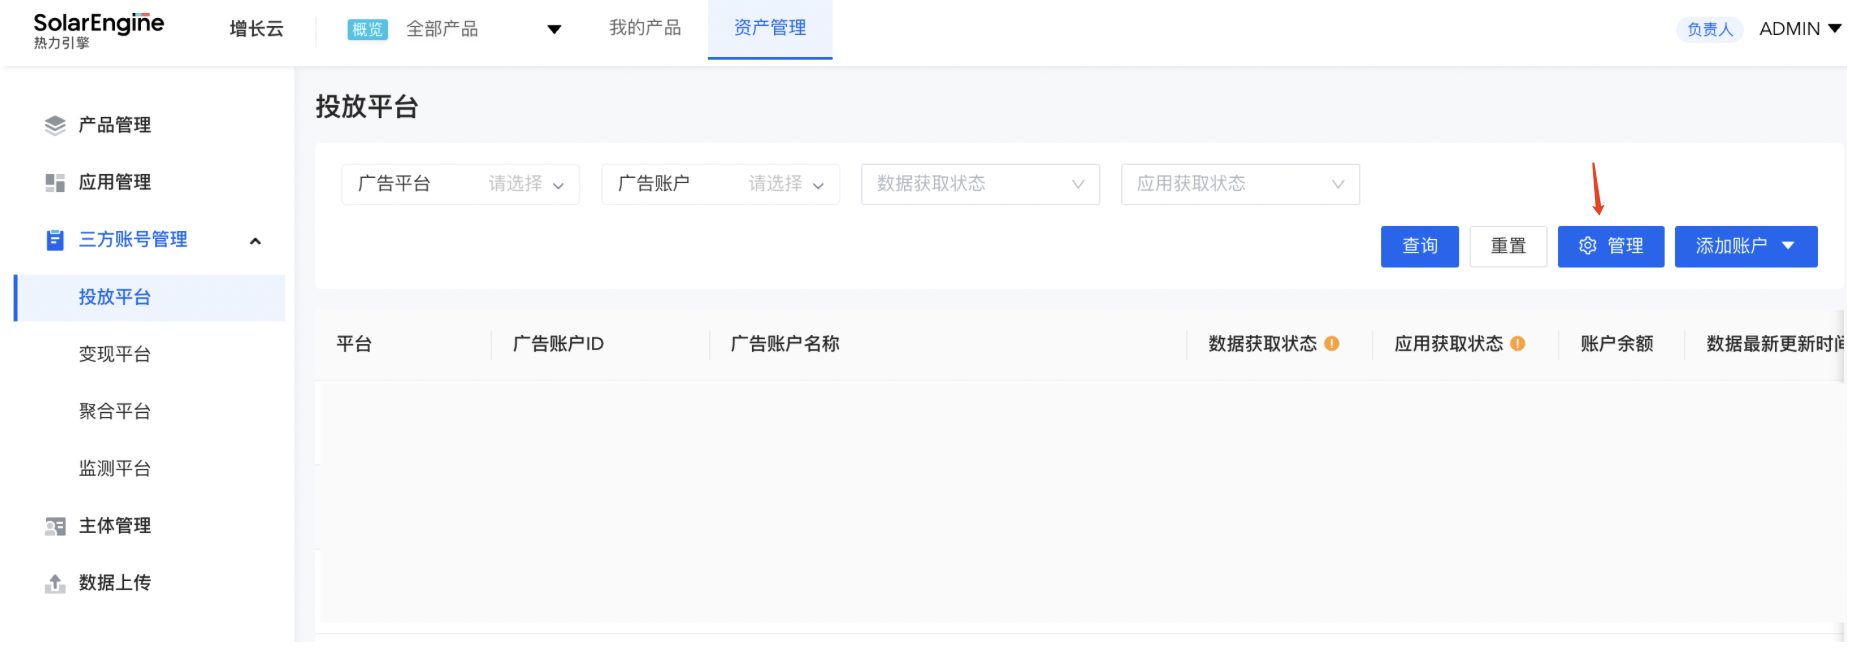 SolarEngine
热力引擎
增长云
概览 全部产品
我的产品
资产管理
负责人 ADMIN
产品管理
应用管理
三方账号管理
投放平台
变现平台
聚合平台
监测平台
主体管理
数据上传
投放平台
广告平台 请选择
广告账户 请选择
数据获取状态
应用获取状态
查询
重置
管理
添加账户
平台
广告账户ID
广告账户名称
数据获取状态
应用获取状态
账户余额
数据最新更新时间